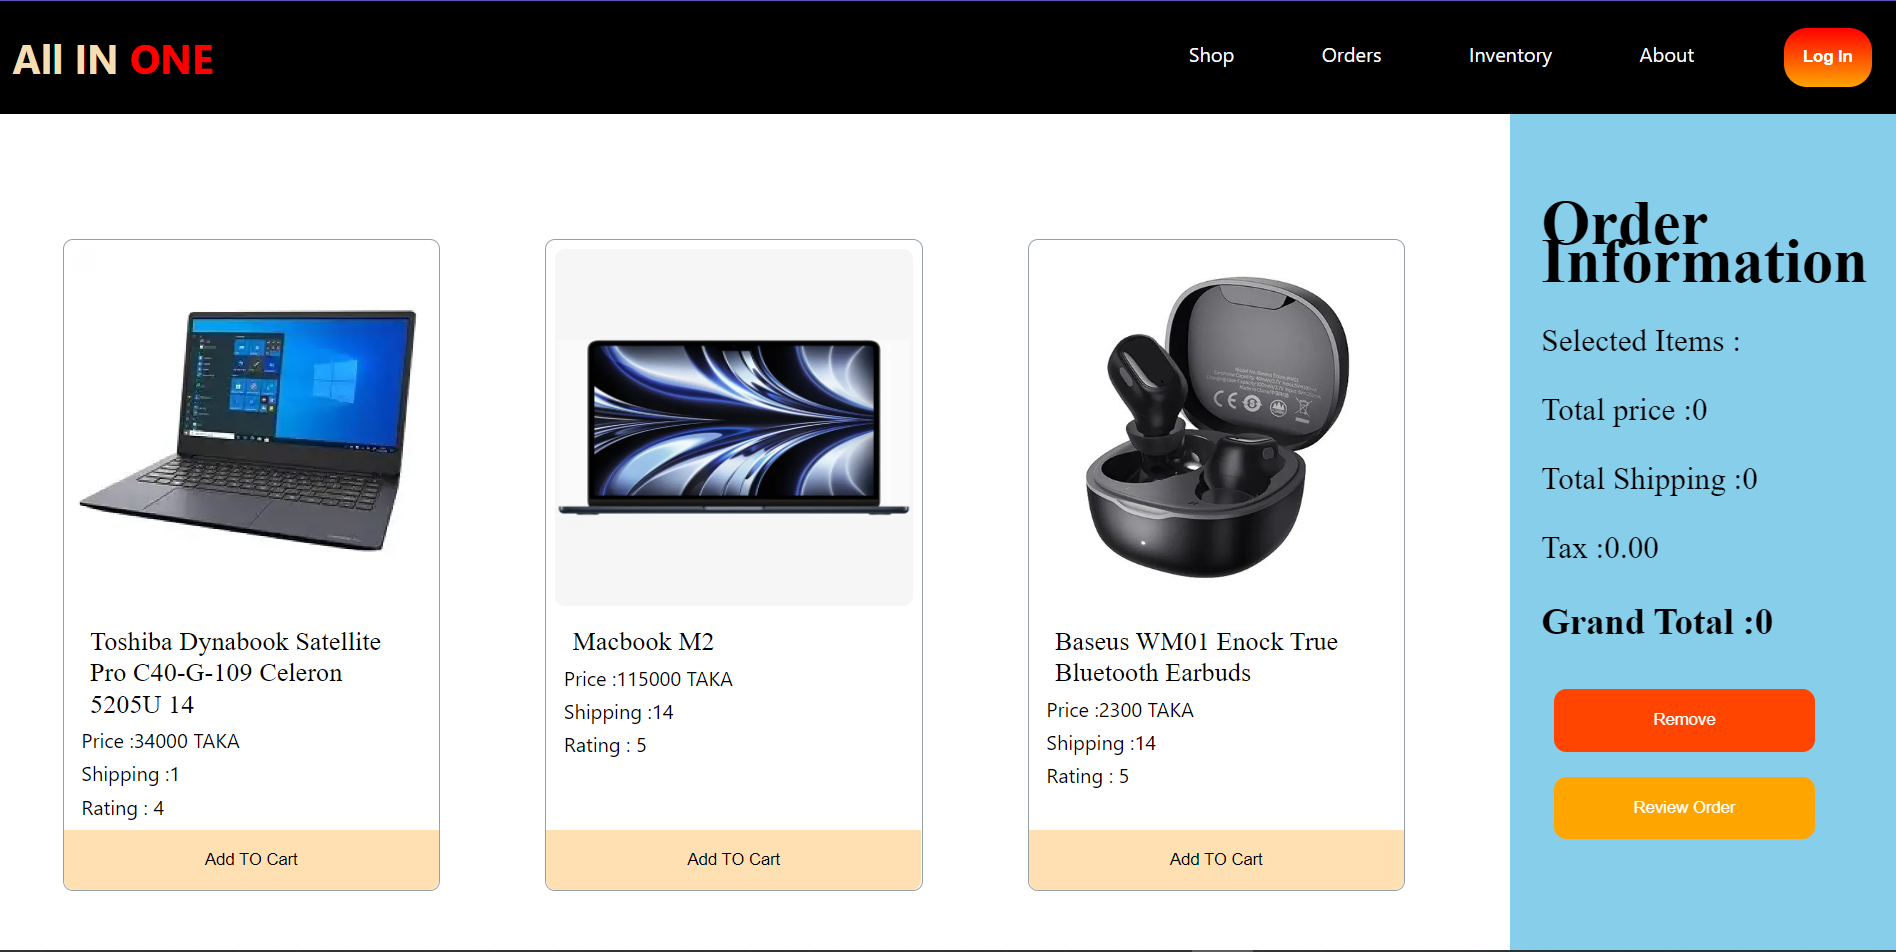 All IN ONE
Shop
Orders
Inventory
About
Log In
Toshiba Dynabook Satellite
Pro C40-G-109 Celeron
5205U 14
Price :34000 TAKA
Shipping :1
Rating : 4
Add TO Cart
Macbook M2
Price :115000 TAKA
Shipping :14
Rating : 5
Add TO Cart
Baseus WM01 Enock True
Bluetooth Earbuds
Price :2300 TAKA
Shipping :14
Rating : 5
Add TO Cart
Order
Information
Selected Items :
Total price :0
Total Shipping :0
Tax :0.00
Grand Total :0
Remove
Review Order